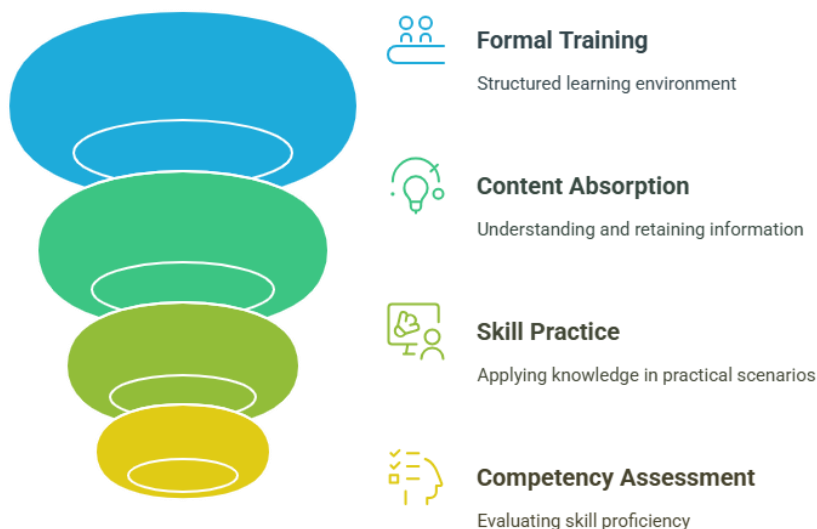 Formal Training
Structured learning environment
Content Absorption
Understanding and retaining information
Skill Practice
Applying knowledge in practical scenarios
Competency Assessment
Evaluating skill proficiency